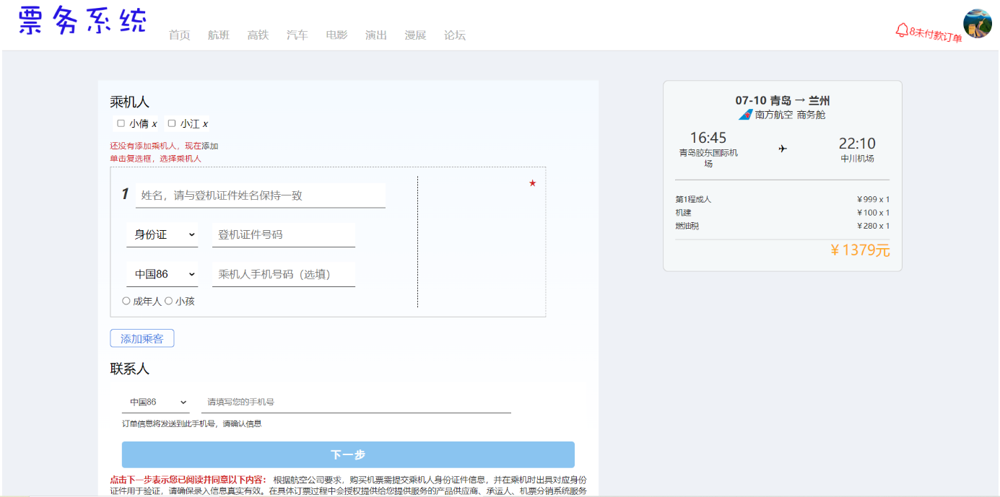 票务系统
首页 航班 高铁 汽车 电影 演出 漫展 论坛
8未付款订单
乘机人
小倩 x 小江 x
还没有添加乘机人，现在添加
单击复选框，选择乘机人
★
1 姓名，请与登机证件姓名保持一致
身份证 登机证件号码
中国86 乘机人手机号码（选填）
成年人 小孩
添加乘客
联系人
中国86 请填写您的手机号
订单信息将发送到此手机号，请确认信息
下一步
点击下一步表示您已阅读并同意以下内容： 根据航空公司要求，购买机票需提交乘机人身份证件信息，并在乘机时出具对应身份
证件用于验证，请确保录入信息真实有效。在具体订票过程中会授权提供给您提供服务的产品供应商、承运人、机票分销系统服务
07-10 青岛 → 兰州
南方航空 商务舱
16:45
青岛胶东国际机
场
22:10
中川机场
第1程成人 ￥999 x 1
机建 ￥100 x 1
燃油税 ￥280 x 1
￥1379元